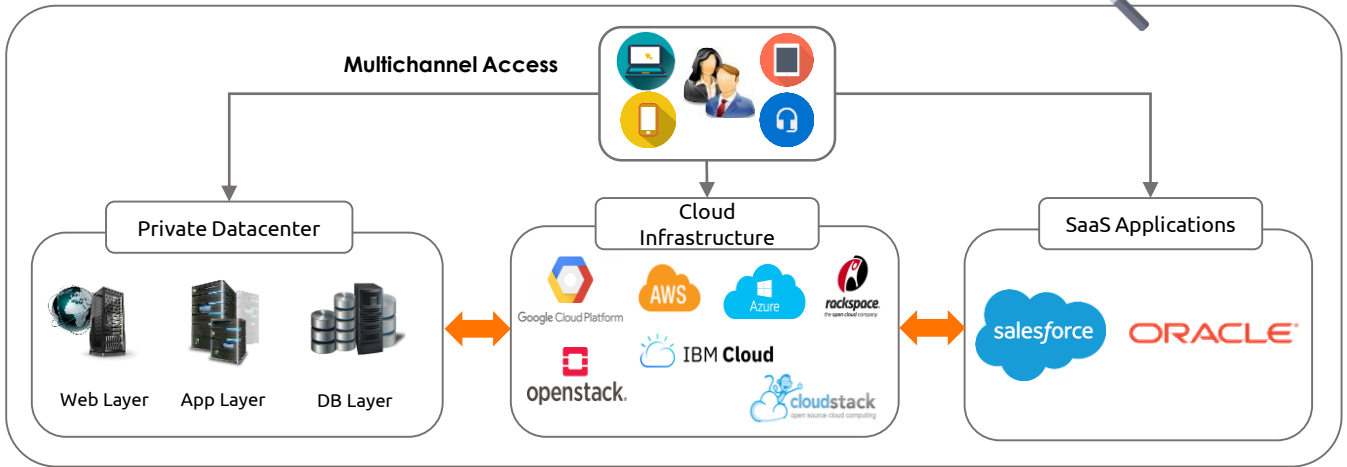 Multichannel Access
Private Datacenter
Web Layer
App Layer
DB Layer
Cloud
Infrastructure
Google Cloud Platform
AWS
Azure
rackspace.
the open cloud company
openstack.
IBM Cloud
cloudstack
open source cloud computing
SaaS Applications
salesforce
ORACLE